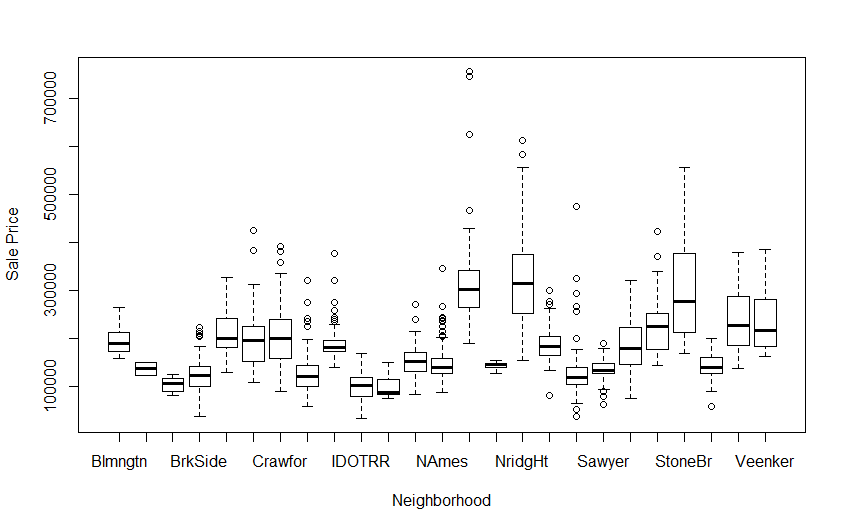 700000
500000
300000
100000
Sale Price
Blmngtn BrkSide Crawfor IDOTRR NAmes NridgHt Sawyer StoneBr Veenker
Neighborhood